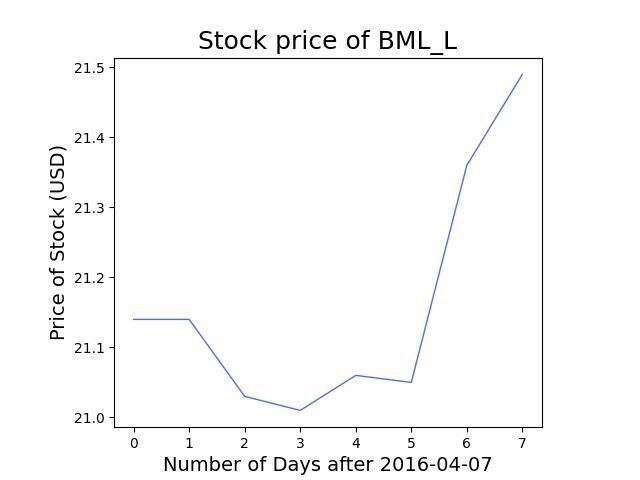 Stock price of BML_L
Price of Stock (USD)
21.5
21.4
21.3
21.2
21.1
21.0
0 1 2 3 4 5 6 7
Number of Days after 2016-04-07